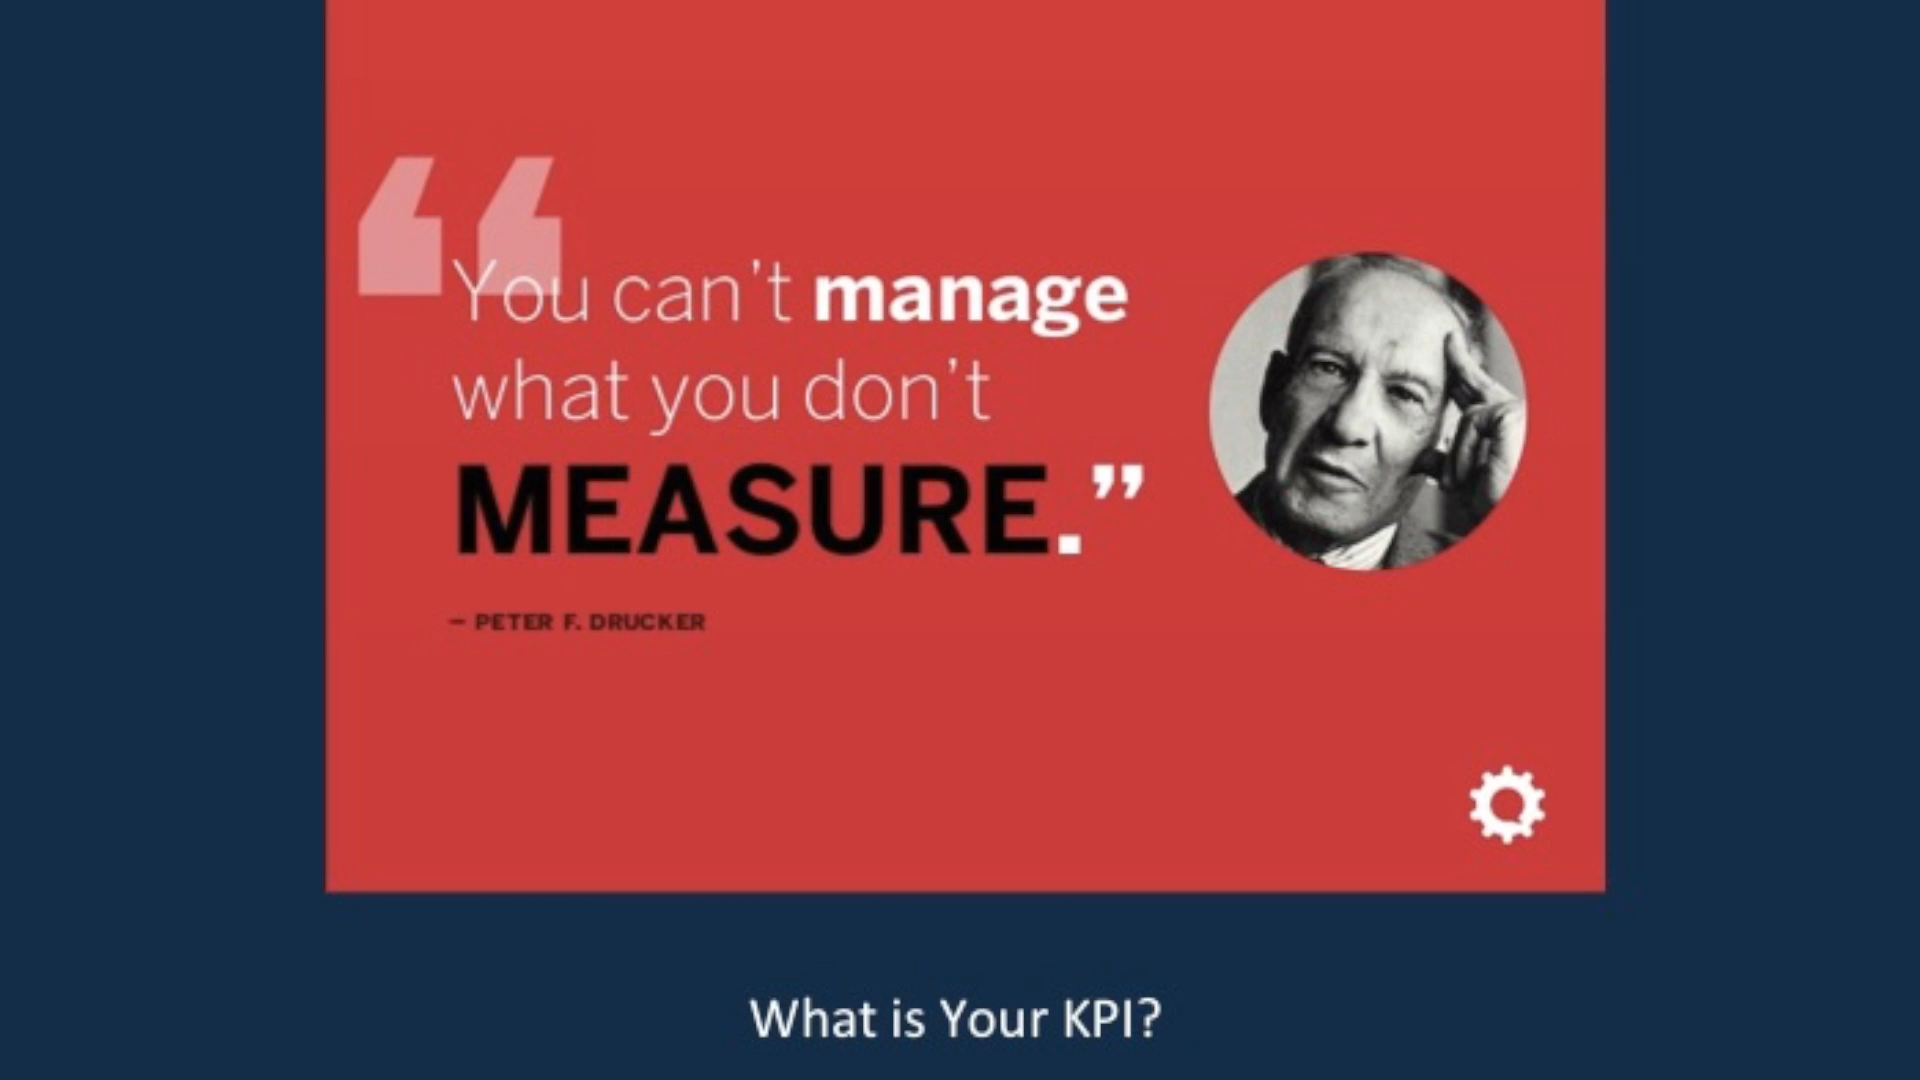 “You can’t manage
what you don’t
MEASURE.”
– PETER F. DRUCKER
What is Your KPI?